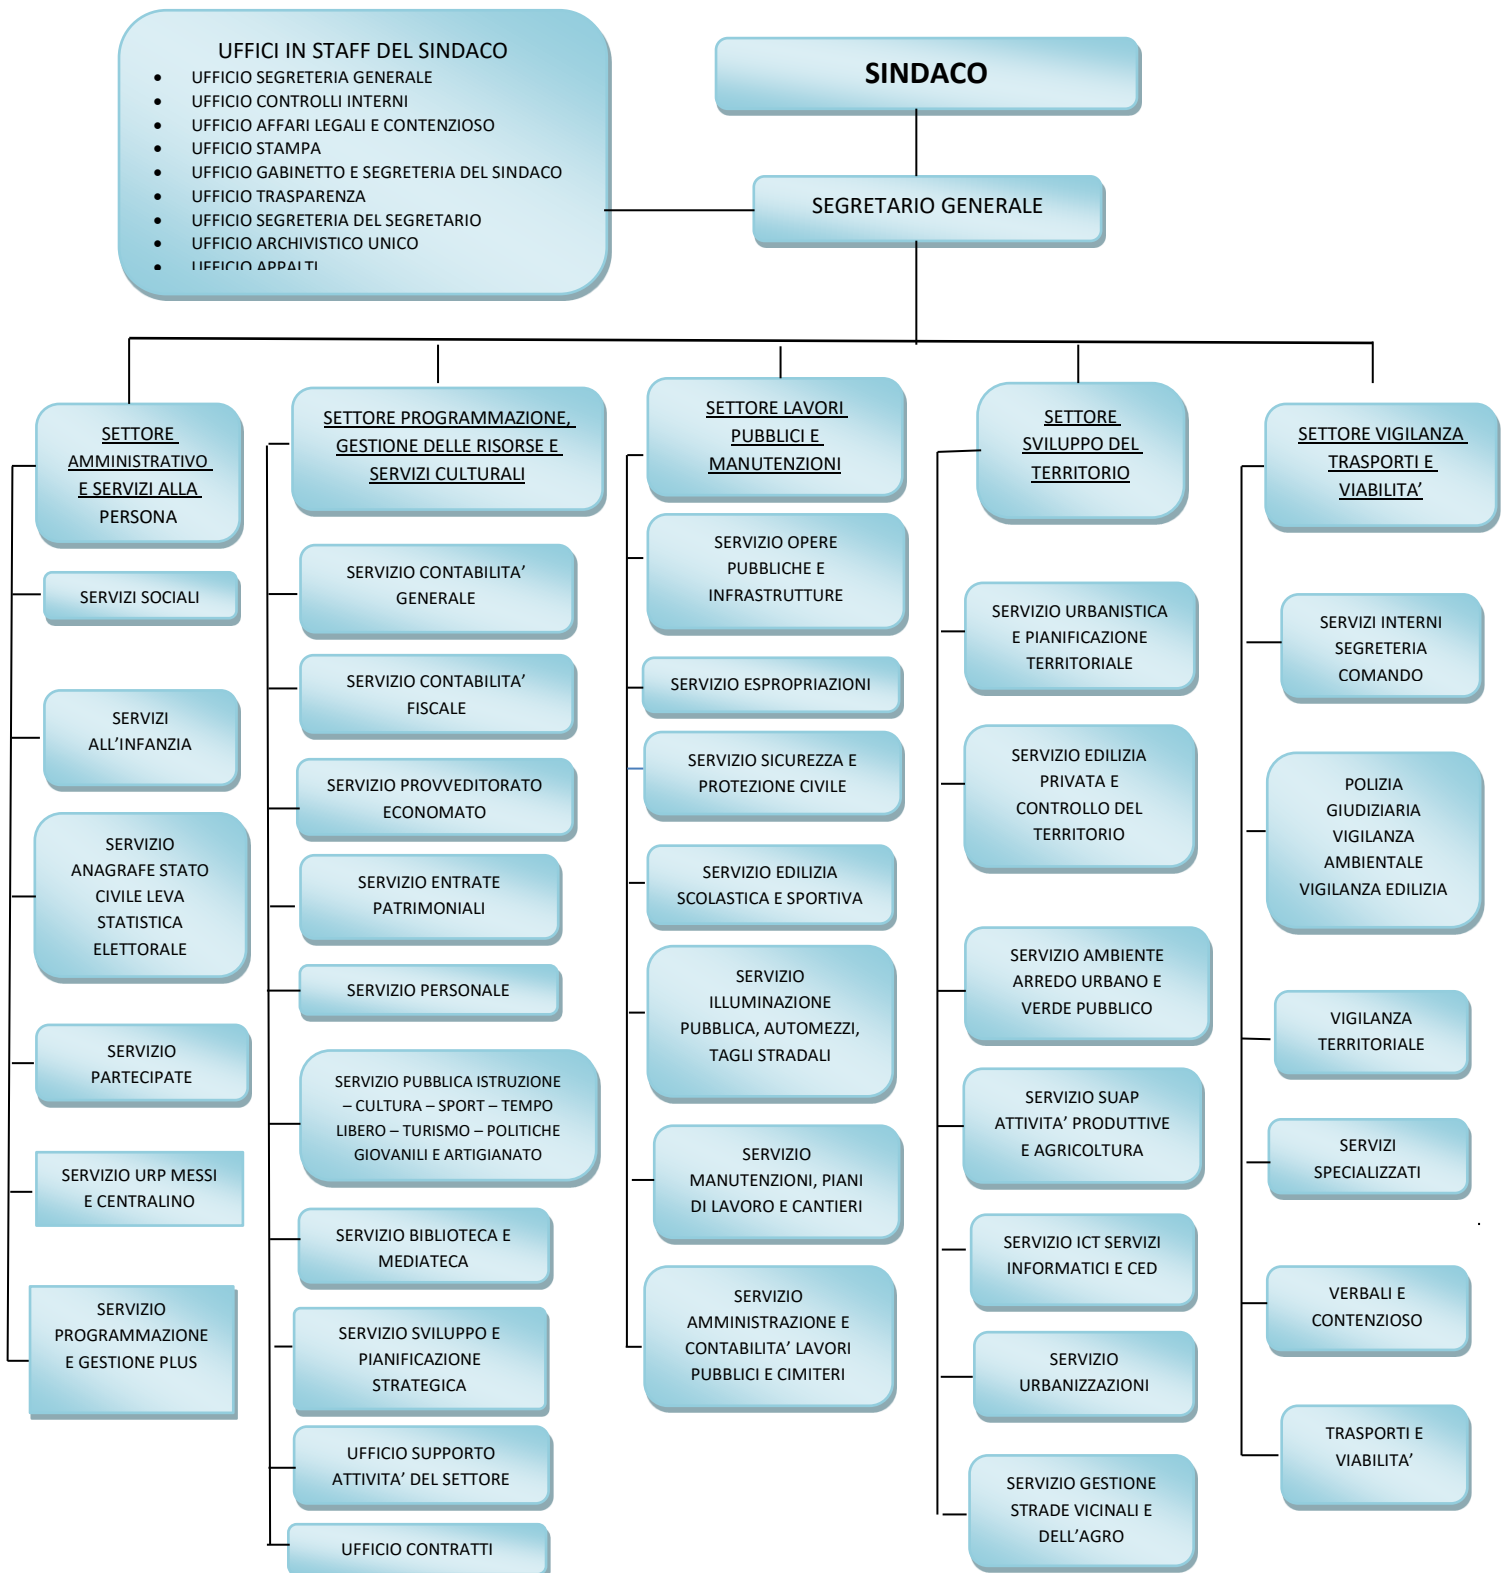 UFFICI IN STAFF DEL SINDACO
• UFFICIO SEGRETERIA GENERALE
• UFFICIO CONTROLLI INTERNI
• UFFICIO AFFARI LEGALI E CONTENZIOSO
• UFFICIO STAMPA
• UFFICIO GABINETTO E SEGRETERIA DEL SINDACO
• UFFICIO TRASPARENZA
• UFFICIO SEGRETERIA DEL SEGRETARIO
• UFFICIO ARCHIVISTICO UNICO
• UFFICIO APPALTI
SINDACO
SEGRETARIO GENERALE
SETTORE
AMMINISTRATIVO
E SERVIZI ALLA
PERSONA
SERVIZI SOCIALI
SERVIZI
ALL’INFANZIA
SERVIZIO
ANAGRAFE STATO
CIVILE LEVA
STATISTICA
ELETTORALE
SERVIZIO
PARTECIPATE
SERVIZIO URP MESSI
E CENTRALINO
SERVIZIO
PROGRAMMAZIONE
E GESTIONE PLUS
SETTORE PROGRAMMAZIONE,
GESTIONE DELLE RISORSE E
SERVIZI CULTURALI
SERVIZIO CONTABILITA’
GENERALE
SERVIZIO CONTABILITA’
FISCALE
SERVIZIO PROVVEDITORATO
ECONOMATO
SERVIZIO ENTRATE
PATRIMONIALI
SERVIZIO PERSONALE
SERVIZIO PUBBLICA ISTRUZIONE
– CULTURA – SPORT – TEMPO
LIBERO – TURISMO – POLITICHE
GIOVANILI E ARTIGIANATO
SERVIZIO BIBLIOTECA E
MEDIATECA
SERVIZIO SVILUPPO E
PIANIFICAZIONE
STRATEGICA
UFFICIO SUPPORTO
ATTIVITA’ DEL SETTORE
UFFICIO CONTRATTI
SETTORE LAVORI
PUBBLICI E
MANUTENZIONI
SERVIZIO OPERE
PUBBLICHE E
INFRASTRUTTURE
SERVIZIO ESPROPRIAZIONI
SERVIZIO SICUREZZA E
PROTEZIONE CIVILE
SERVIZIO EDILIZIA
SCOLASTICA E SPORTIVA
SERVIZIO
ILLUMINAZIONE
PUBBLICA, AUTOMEZZI,
TAGLI STRADALI
SERVIZIO
MANUTENZIONI, PIANI
DI LAVORO E CANTIERI
SERVIZIO
AMMINISTRAZIONE E
CONTABILITA’ LAVORI
PUBBLICI E CIMITERI
SETTORE
SVILUPPO DEL
TERRITORIO
SERVIZIO URBANISTICA
E PIANIFICAZIONE
TERRITORIALE
SERVIZIO EDILIZIA
PRIVATA E
CONTROLLO DEL
TERRITORIO
SERVIZIO AMBIENTE
ARREDO URBANO E
VERDE PUBBLICO
SERVIZIO SUAP
ATTIVITA’ PRODUTTIVE
E AGRICOLTURA
SERVIZIO ICT SERVIZI
INFORMATICI E CED
SERVIZIO
URBANIZZAZIONI
SERVIZIO GESTIONE
STRADE VICINALI E
DELL’AGRO
SETTORE VIGILANZA
TRASPORTI E
VIABILITA’
SERVIZI INTERNI
SEGRETERIA
COMANDO
POLIZIA
GIUDIZIARIA
VIGILANZA
AMBIENTALE
VIGILANZA EDILIZIA
VIGILANZA
TERRITORIALE
SERVIZI
SPECIALIZZATI
.
VERBALI E
CONTENZIOSO
TRASPORTI E
VIABILITA’